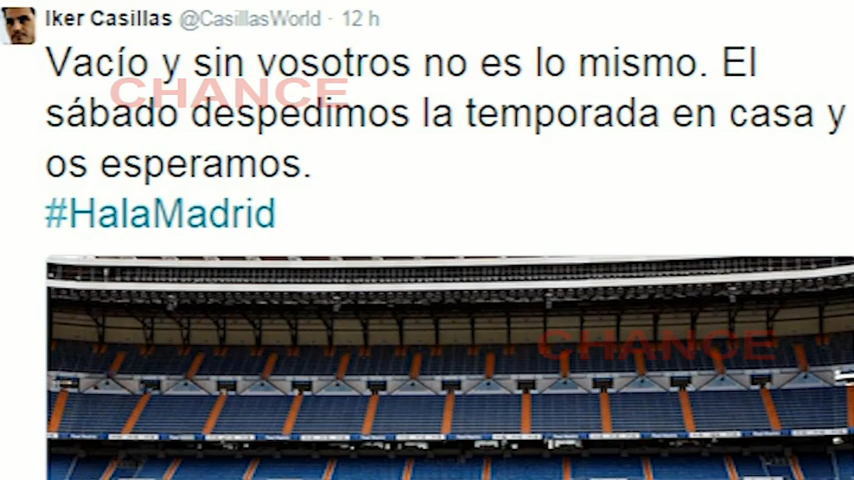 Iker Casillas @CasillasWorld · 12 h
Vacío y sin vosotros no es lo mismo. El
CHANCE
sábado despedimos la temporada en casa y
os esperamos.
#HalaMadrid
CHANCE